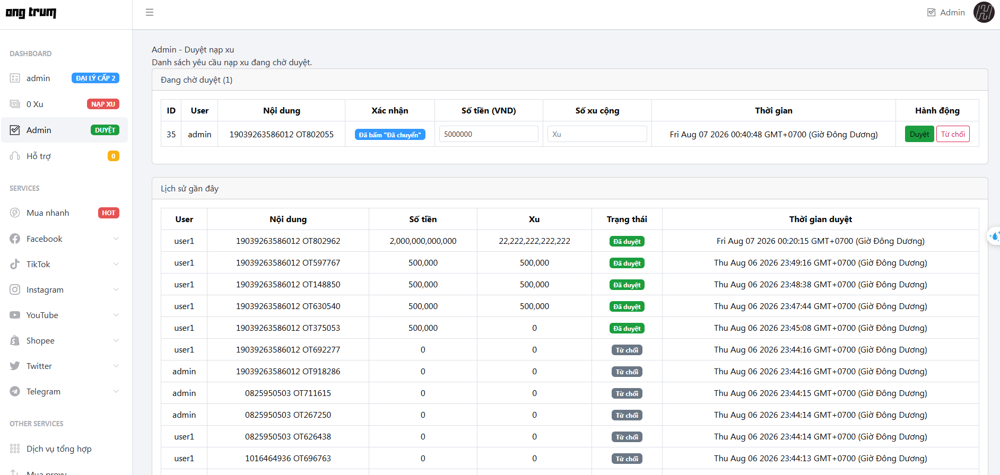 ong trum
Admin
DASHBOARD
admin ĐẠI LÝ CẤP 2
0 Xu NẠP XU
Admin DUYỆT
Hỗ trợ 0
SERVICES
Mua nhanh HOT
Facebook
TikTok
Instagram
YouTube
Shopee
Twitter
Telegram
OTHER SERVICES
Dịch vụ tổng hợp
Mua proxy
Admin - Duyệt nạp xu
Danh sách yêu cầu nạp xu đang chờ duyệt.
Đang chờ duyệt (1)
ID User Nội dung Xác nhận Số tiền (VND) Số xu cộng Thời gian Hành động
35 admin 19039263586012 OT802055 Đã bấm "Đã chuyển" 5000000 Xu Fri Aug 07 2026 00:40:48 GMT+0700 (Giờ Đông Dương) Duyệt Từ chối
Lịch sử gần đây
User Nội dung Số tiền Xu Trạng thái Thời gian duyệt
user1 19039263586012 OT802962 2,000,000,000,000 22,222,222,222,222 Đã duyệt Fri Aug 07 2026 00:20:15 GMT+0700 (Giờ Đông Dương)
user1 19039263586012 OT597767 500,000 500,000 Đã duyệt Thu Aug 06 2026 23:49:16 GMT+0700 (Giờ Đông Dương)
user1 19039263586012 OT148850 500,000 500,000 Đã duyệt Thu Aug 06 2026 23:48:38 GMT+0700 (Giờ Đông Dương)
user1 19039263586012 OT630540 500,000 500,000 Đã duyệt Thu Aug 06 2026 23:47:44 GMT+0700 (Giờ Đông Dương)
user1 19039263586012 OT375053 500,000 0 Đã duyệt Thu Aug 06 2026 23:45:08 GMT+0700 (Giờ Đông Dương)
user1 19039263586012 OT692277 0 0 Từ chối Thu Aug 06 2026 23:44:16 GMT+0700 (Giờ Đông Dương)
admin 19039263586012 OT918286 0 0 Từ chối Thu Aug 06 2026 23:44:16 GMT+0700 (Giờ Đông Dương)
admin 0825950503 OT711615 0 0 Từ chối Thu Aug 06 2026 23:44:15 GMT+0700 (Giờ Đông Dương)
admin 0825950503 OT267250 0 0 Từ chối Thu Aug 06 2026 23:44:14 GMT+0700 (Giờ Đông Dương)
user1 0825950503 OT626438 0 0 Từ chối Thu Aug 06 2026 23:44:14 GMT+0700 (Giờ Đông Dương)
user1 1016464936 OT696763 0 0 Từ chối Thu Aug 06 2026 23:44:13 GMT+0700 (Giờ Đông Dương)